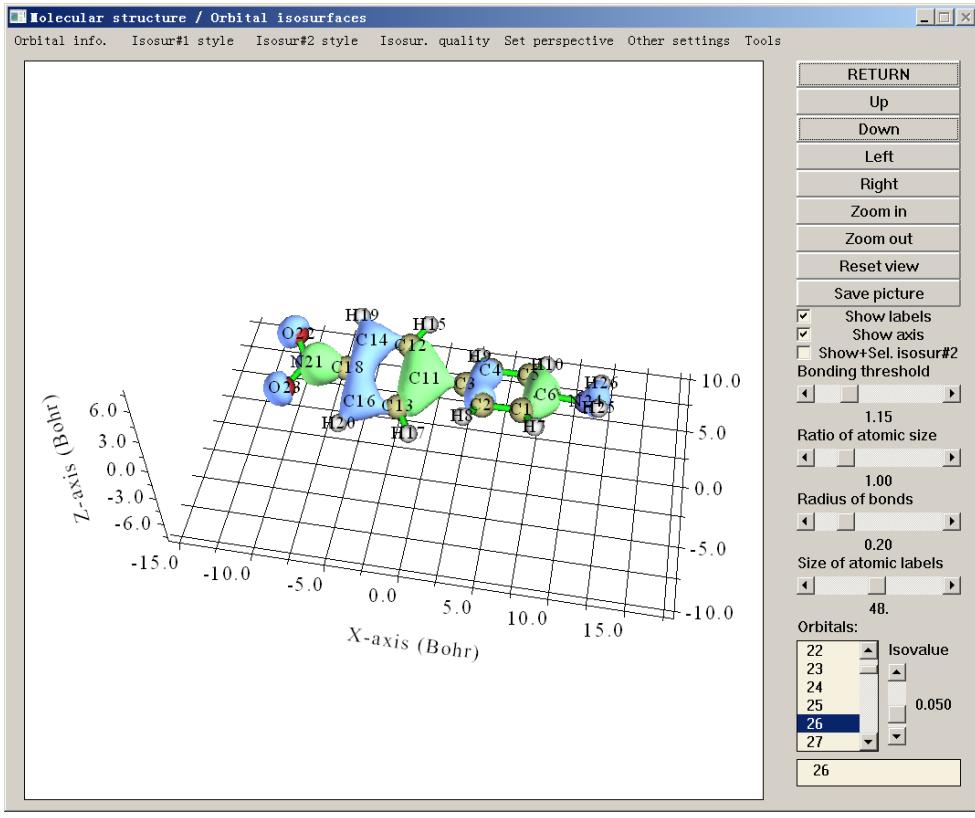 Molecular structure / Orbital isosurfaces
Orbital info. Isosur#1 style Isosur#2 style Isosur. quality Set perspective Other settings Tools
RETURN
Up
Down
Left
Right
Zoom in
Zoom out
Reset view
Save picture
Show labels
Show axis
Show+Sel. isosur#2
Bonding threshold
1.15
Ratio of atomic size
1.00
Radius of bonds
0.20
Size of atomic labels
48.
Orbitals:
22
23
24
25
26
27
Isovalue
0.050
26
H19
H15
O22
C14
C12
N21
C18
C11
O23
C16
C13
H20
H17
H9
C4
H10
C5
C3
C6
H26
N24
H25
C2
C1
H8
H7
Z-axis (Bohr)
6.0
3.0
0.0
-3.0
-6.0
-15.0
-10.0
-5.0
0.0
5.0
10.0
15.0
X-axis (Bohr)
10.0
5.0
0.0
-5.0
-10.0